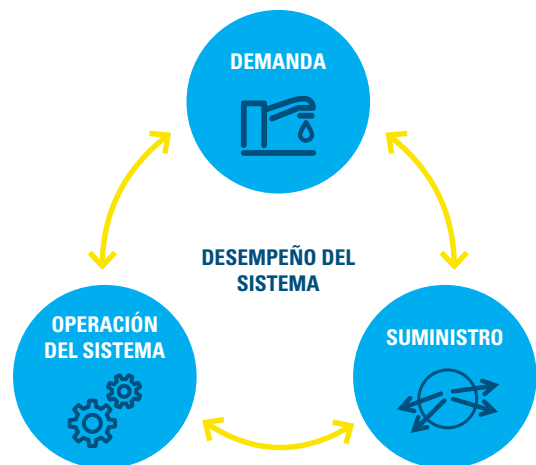 DEMANDA
DESEMPEÑO DEL
SISTEMA
OPERACIÓN
DEL SISTEMA
SUMINISTRO